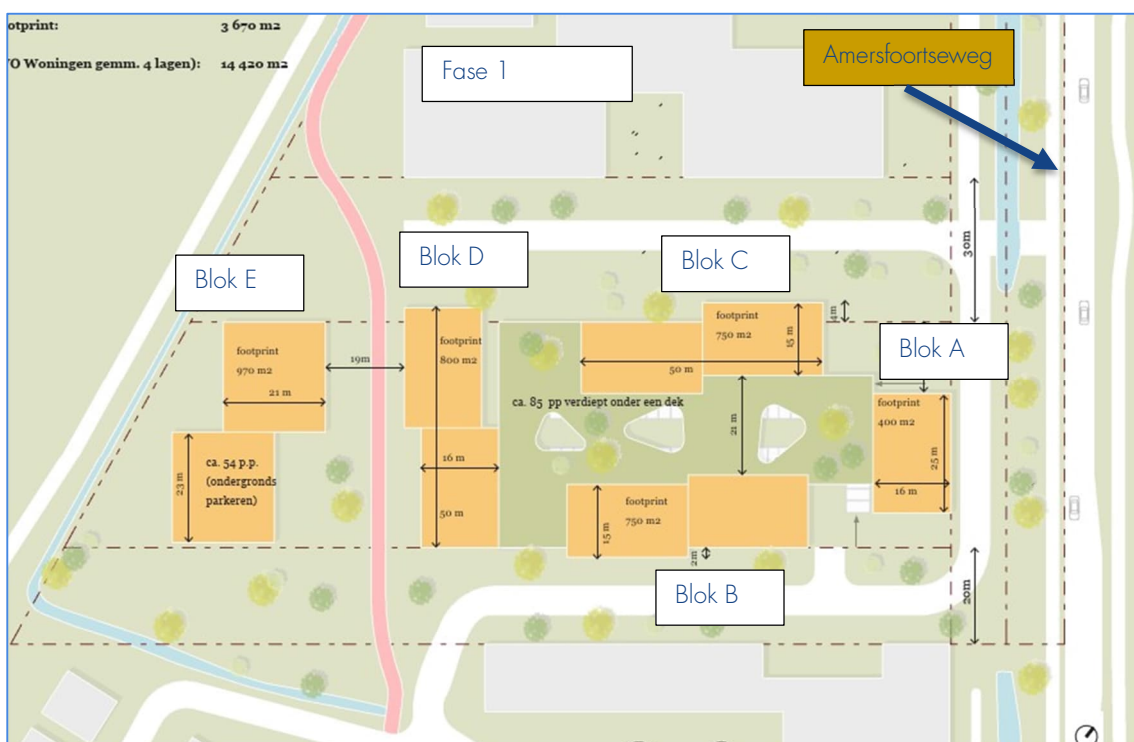 otprint: 3 670 m2
O Woningen gemm. 4 lagen): 14 420 m2
Fase 1
Amersfoortseweg
30m
Blok D
Blok C
Blok E
4m
footprint
750 m2
15 m
Blok A
footprint
800 m2
footprint
970 m2
19m
50 m
21 m
ca. 85 pp verdiept onder een dek
footprint
400 m2
21 m
25 m
16 m
ca. 54 p.p.
(ondergronds
parkeren)
23 m
16 m
50 m
footprint
750 m2
15 m
2m
Blok B
20m